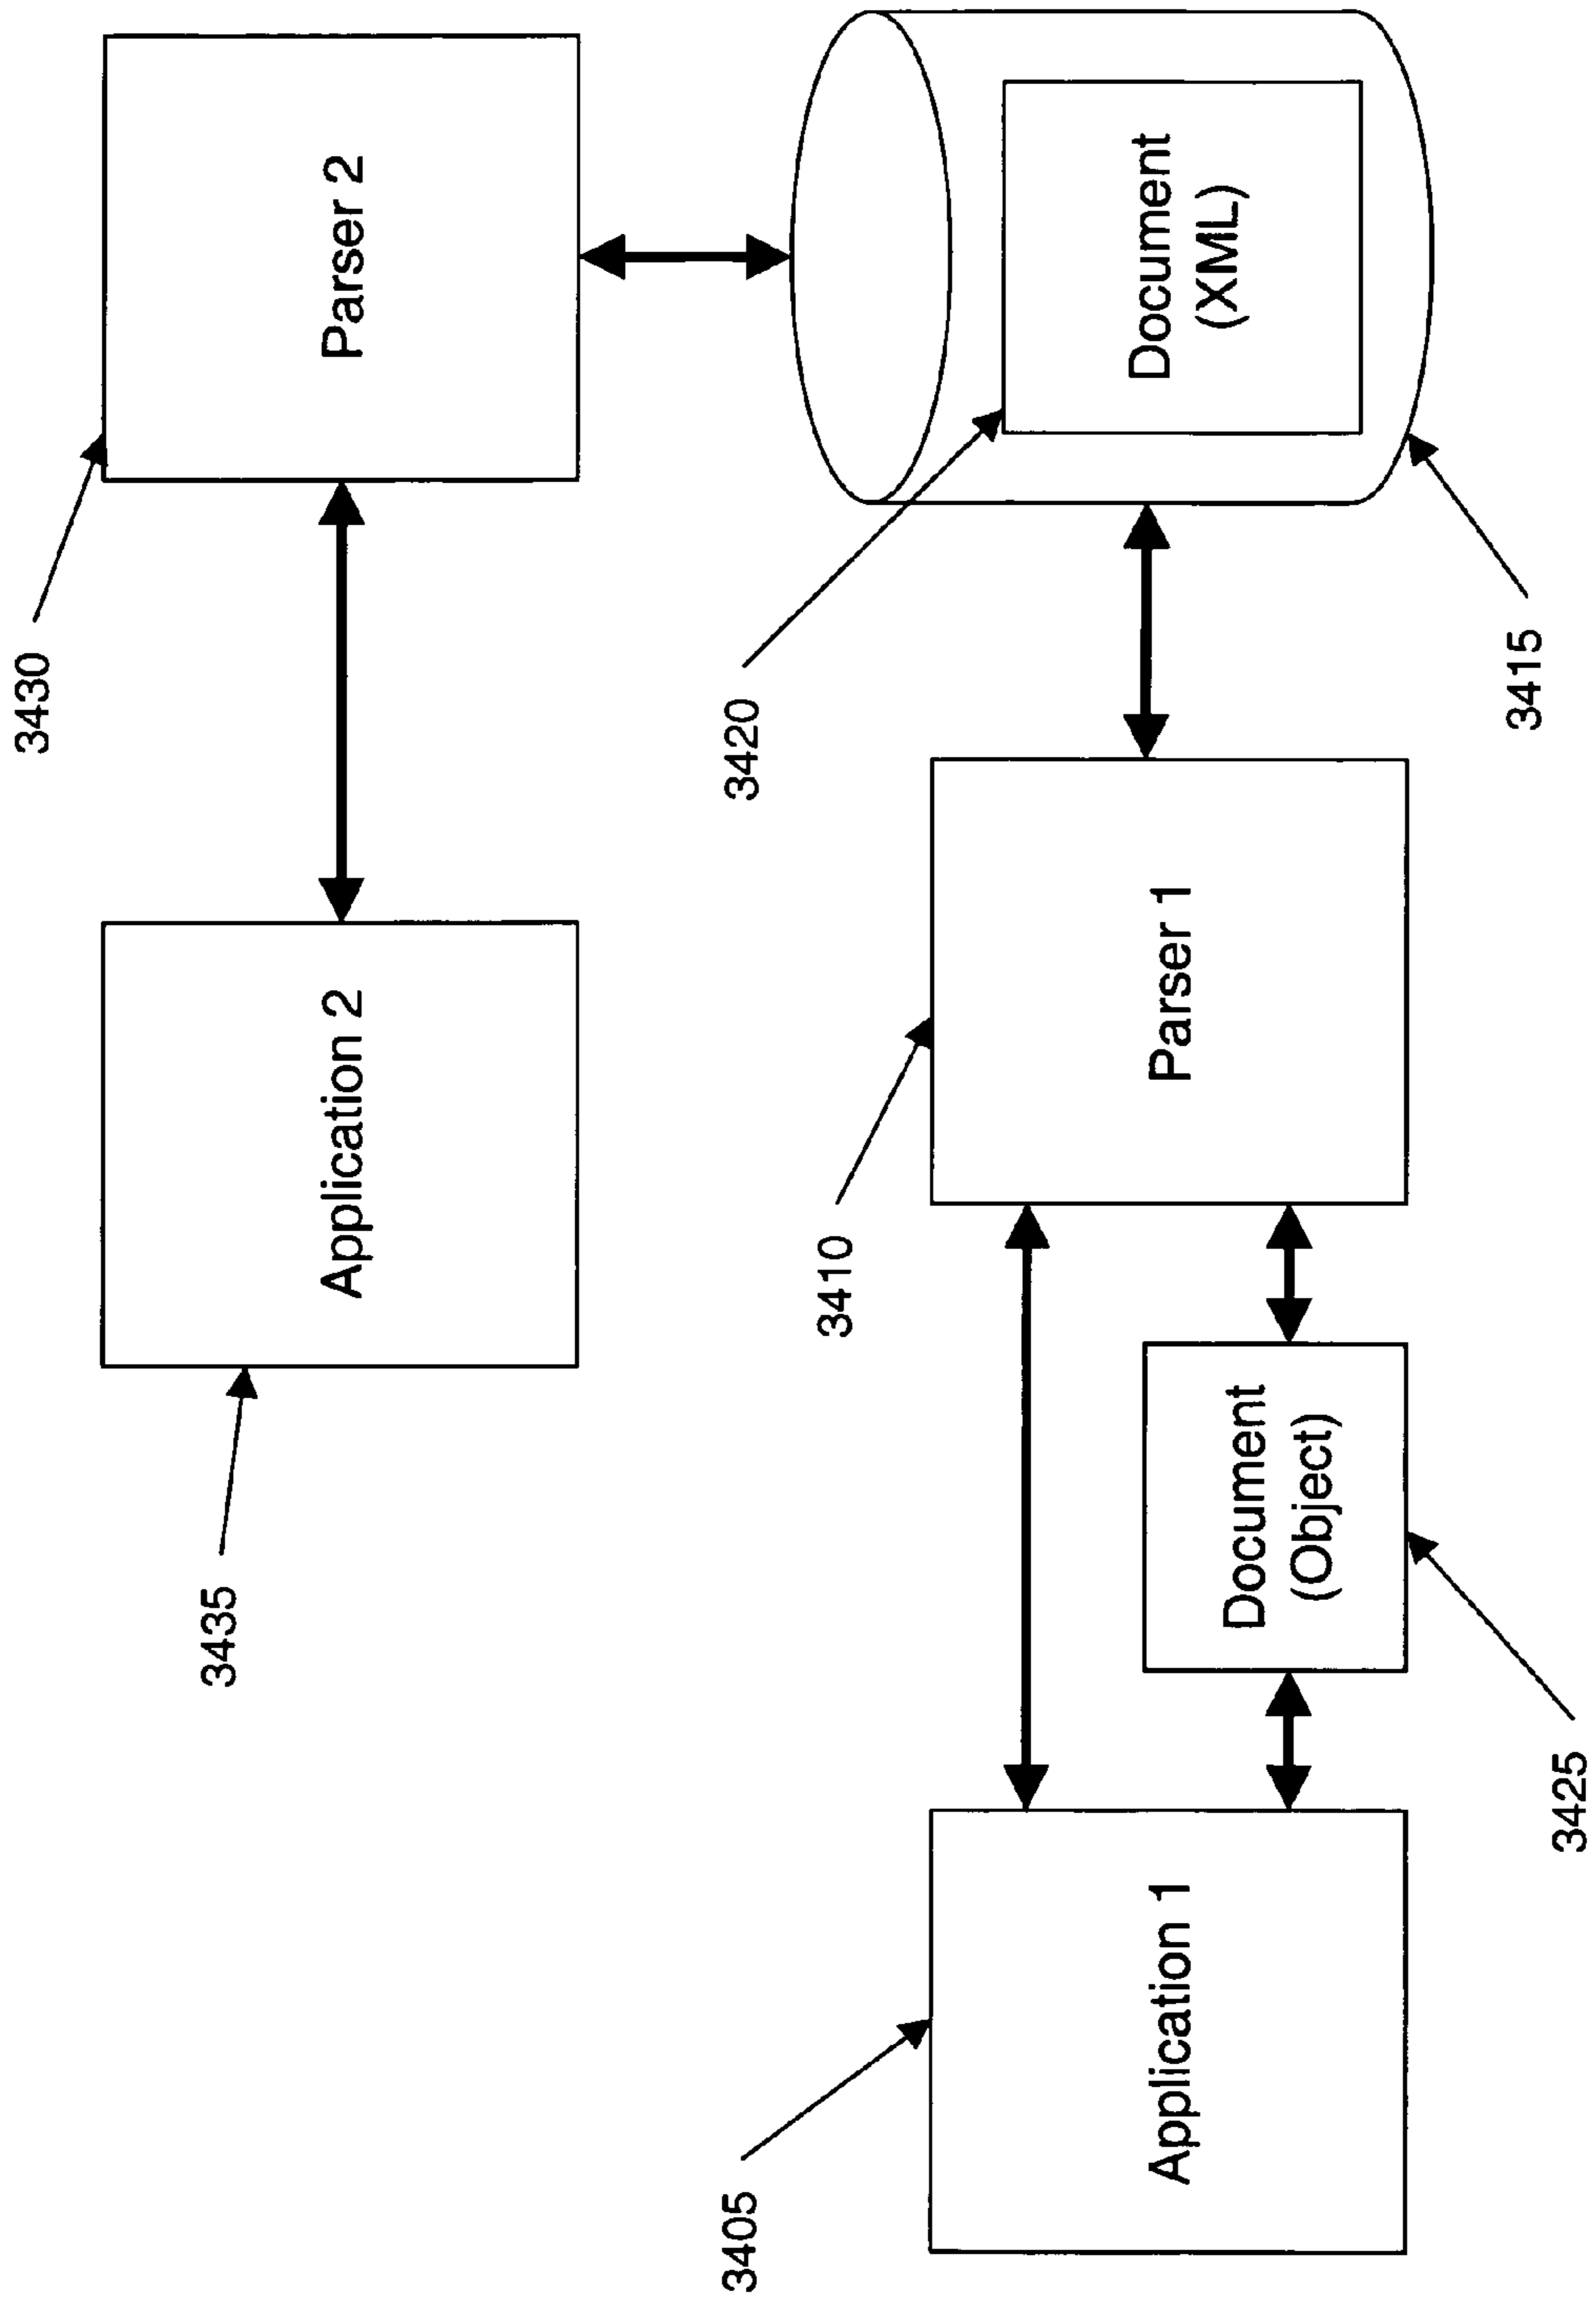 3435
3430
Application 2
Parser 2
3405
3410
3420
Application 1
Parser 1
Document
(XML)
Document
(Object)
3425
3415